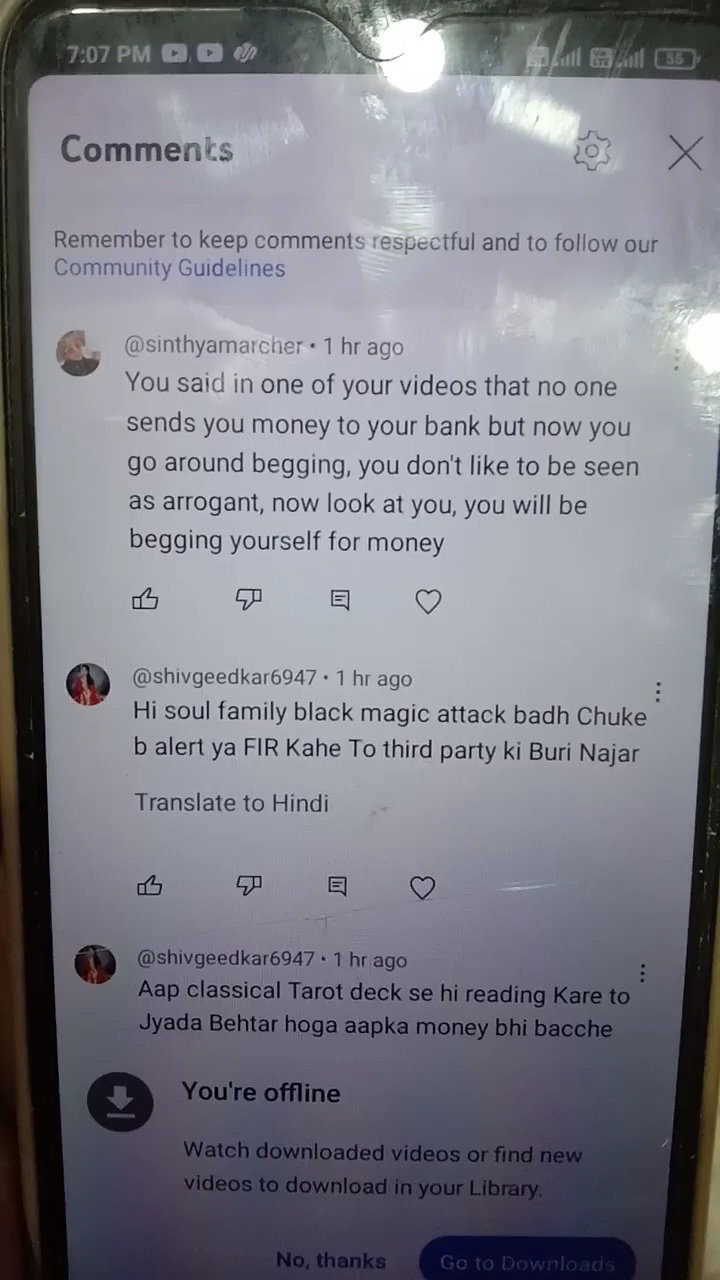 7:07 PM
55
Comments
Remember to keep comments respectful and to follow our
Community Guidelines
@sinthyamarcher • 1 hr ago
You said in one of your videos that no one
sends you money to your bank but now you
go around begging, you don't like to be seen
as arrogant, now look at you, you will be
begging yourself for money
@shivgeedkar6947 • 1 hr ago
Hi soul family black magic attack badh Chuke
b alert ya FIR Kahe To third party ki Buri Najar
Translate to Hindi
@shivgeedkar6947 • 1 hr ago
Aap classical Tarot deck se hi reading Kare to
Jyada Behtar hoga aapka money bhi bacche
You're offline
Watch downloaded videos or find new
videos to download in your Library.
No, thanks
Go to Downloads